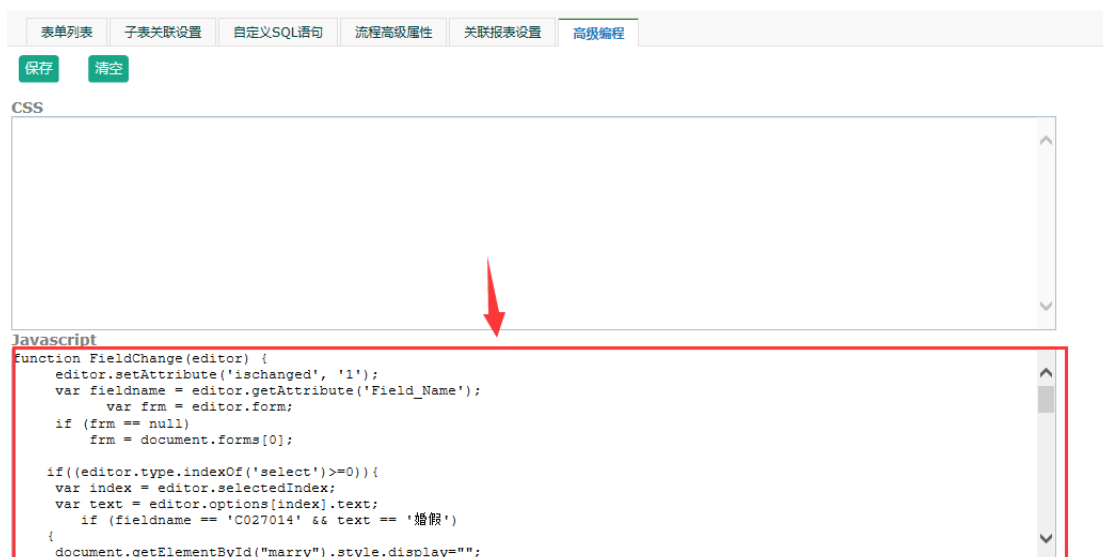 表单列表 子表关联设置 自定义SQL语句 流程高级属性 关联报表设置 高级编程
保存 清空
CSS
Javascript
function FieldChange(editor) {
editor.setAttribute('ischanged', '1');
var fieldname = editor.getAttribute('Field_Name');
var frm = editor.form;
if (frm == null)
frm = document.forms[0];
if((editor.type.indexOf('select')>=0)){
var index = editor.selectedIndex;
var text = editor.options[index].text;
if (fieldname == 'C027014' && text == '婚假')
{
document.getElementById("marry").style.display="";